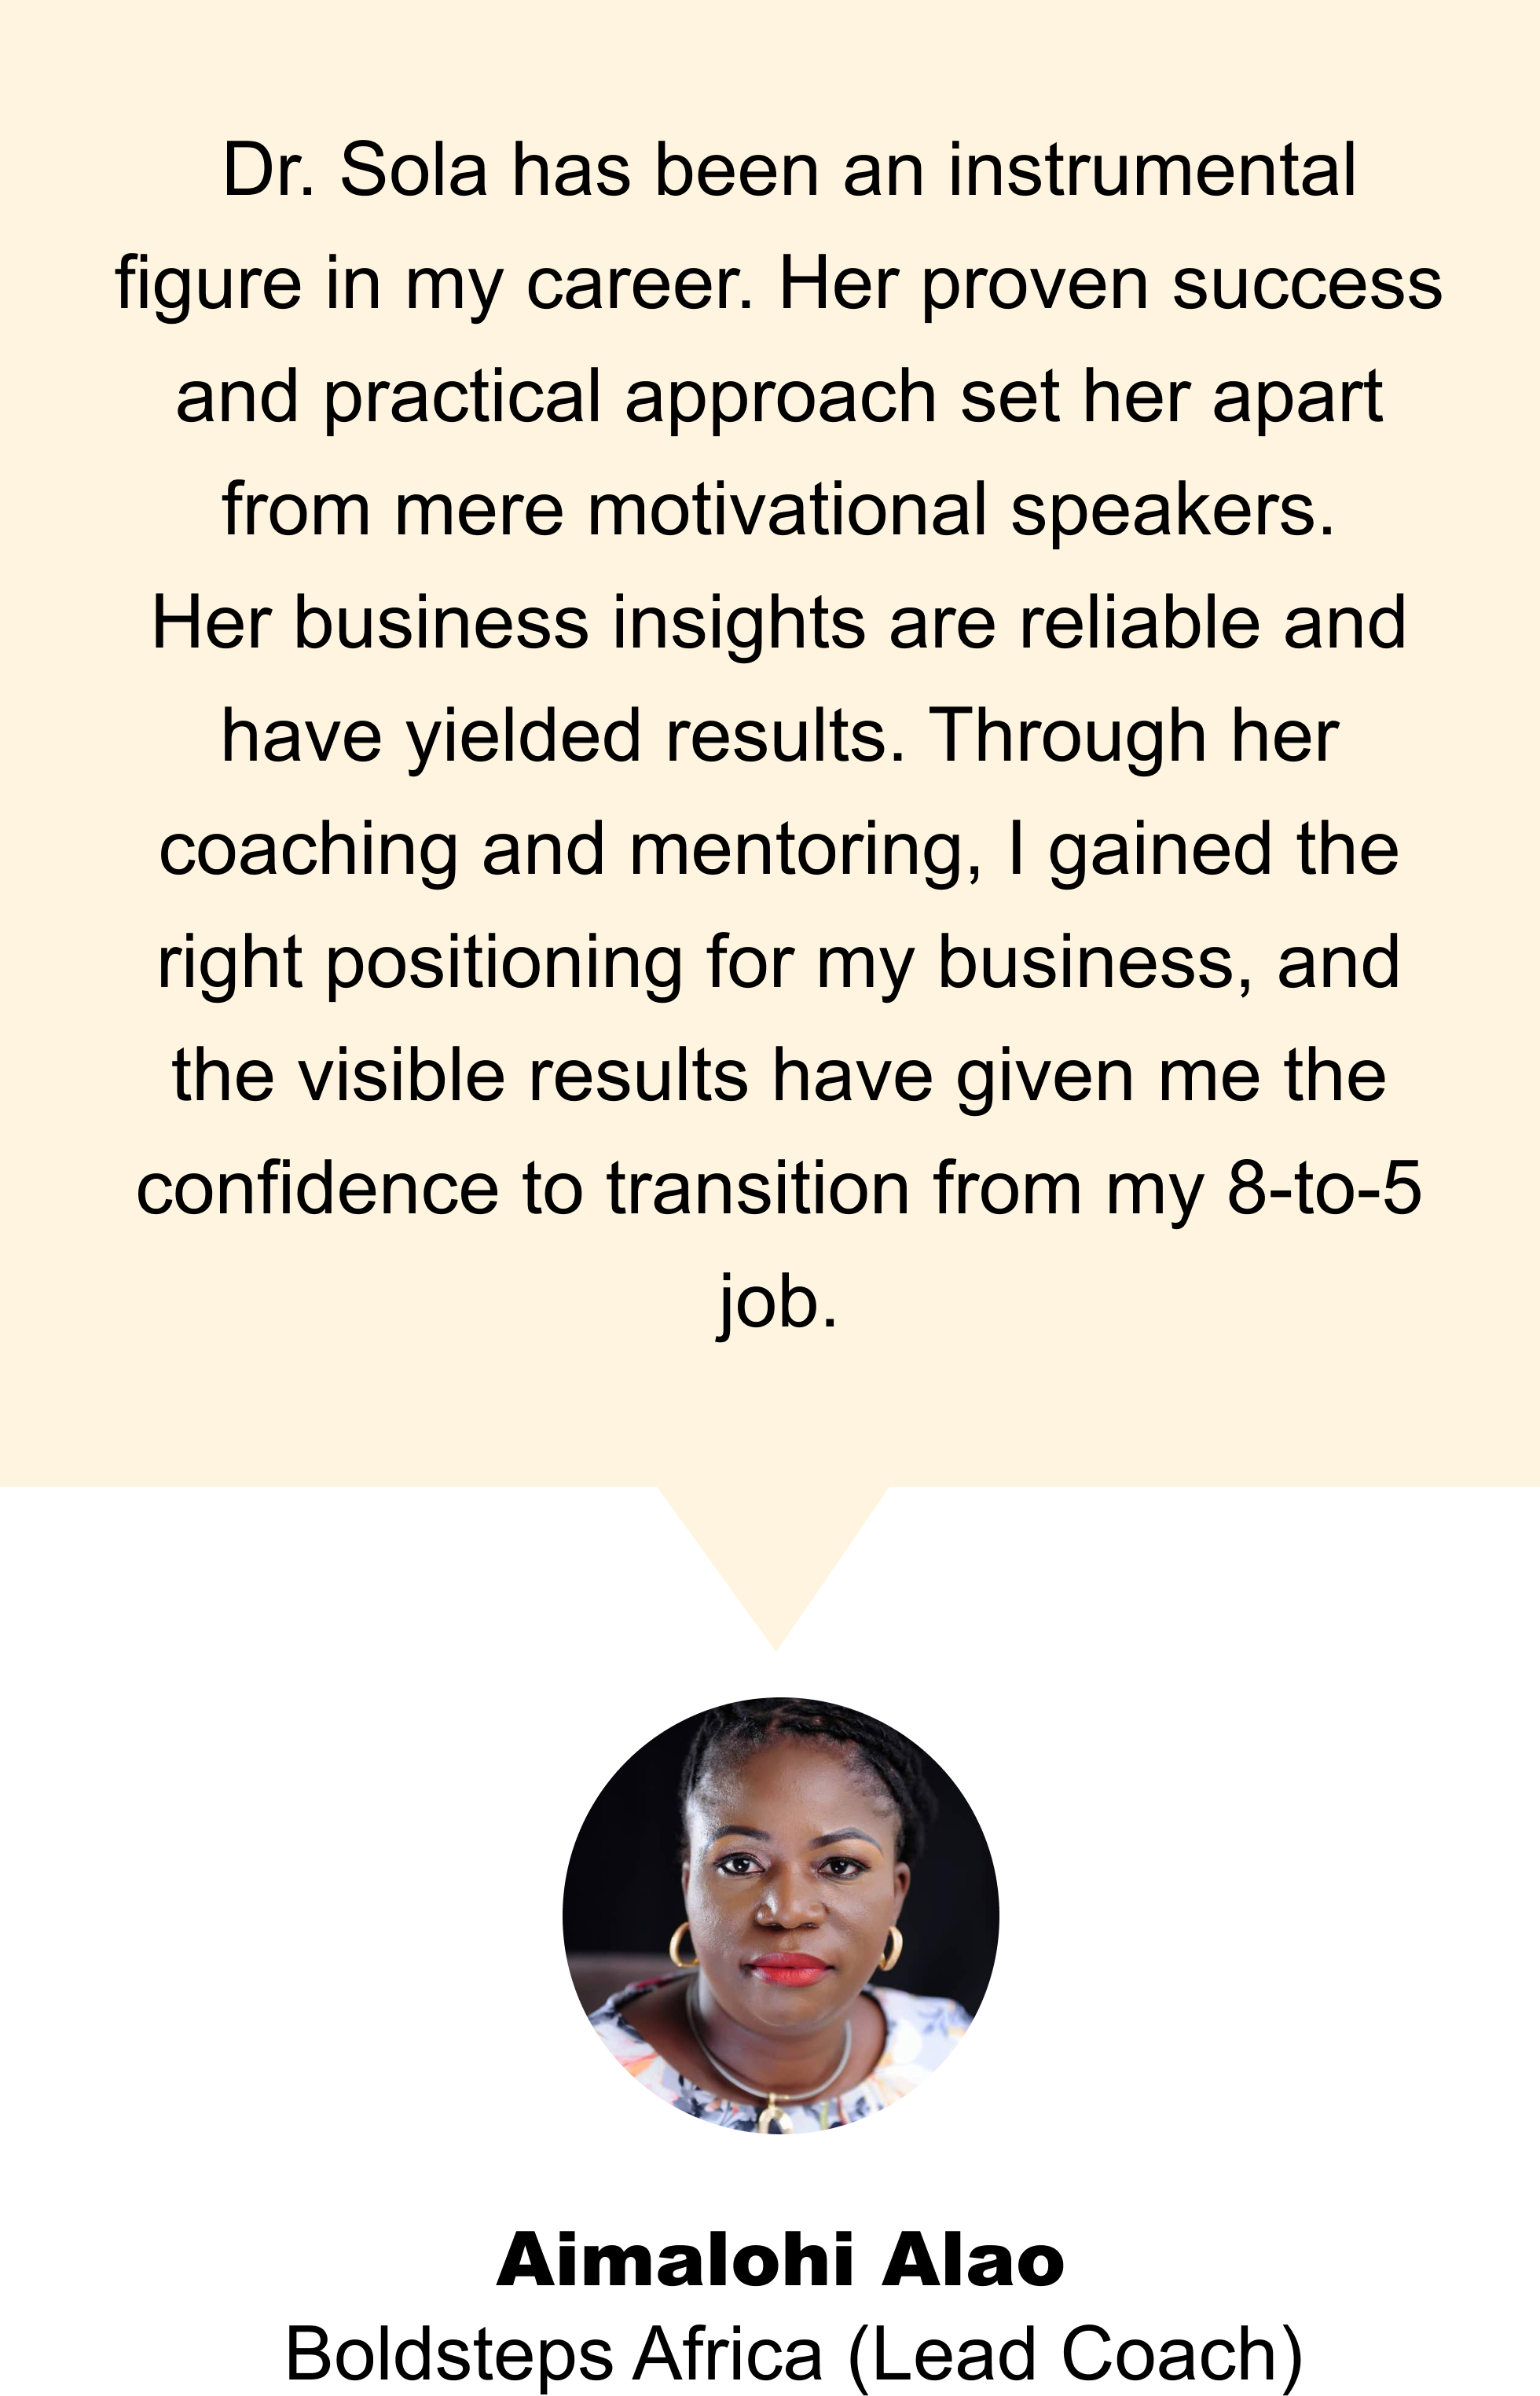 Dr. Sola has been an instrumental
figure in my career. Her proven success
and practical approach set her apart
from mere motivational speakers.
Her business insights are reliable and
have yielded results. Through her
coaching and mentoring, I gained the
right positioning for my business, and
the visible results have given me the
confidence to transition from my 8-to-5
job.
Aimalohi Alao
Boldsteps Africa (Lead Coach)